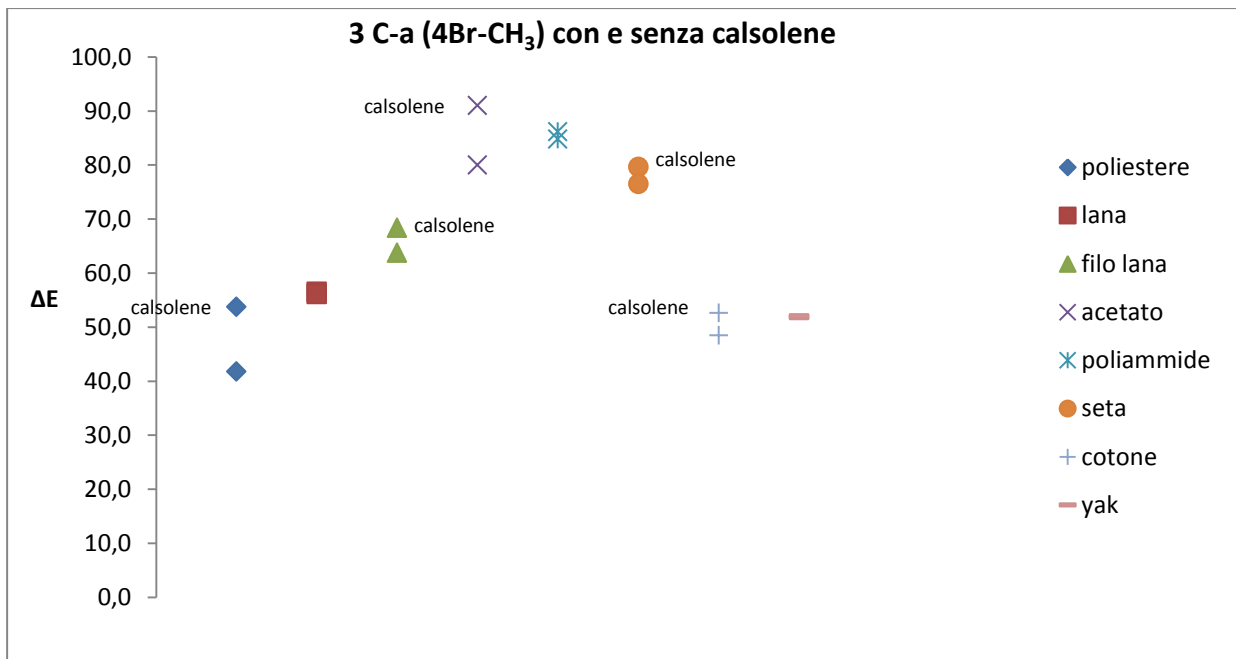 3 C-a (4Br-CH₃) con e senza calsolene
100,0
90,0
80,0
70,0
60,0
50,0
40,0
30,0
20,0
10,0
0,0
ΔE
calsolene
calsolene
calsolene
calsolene
calsolene
poliestere
lana
filo lana
acetato
poliammide
seta
cotone
yak